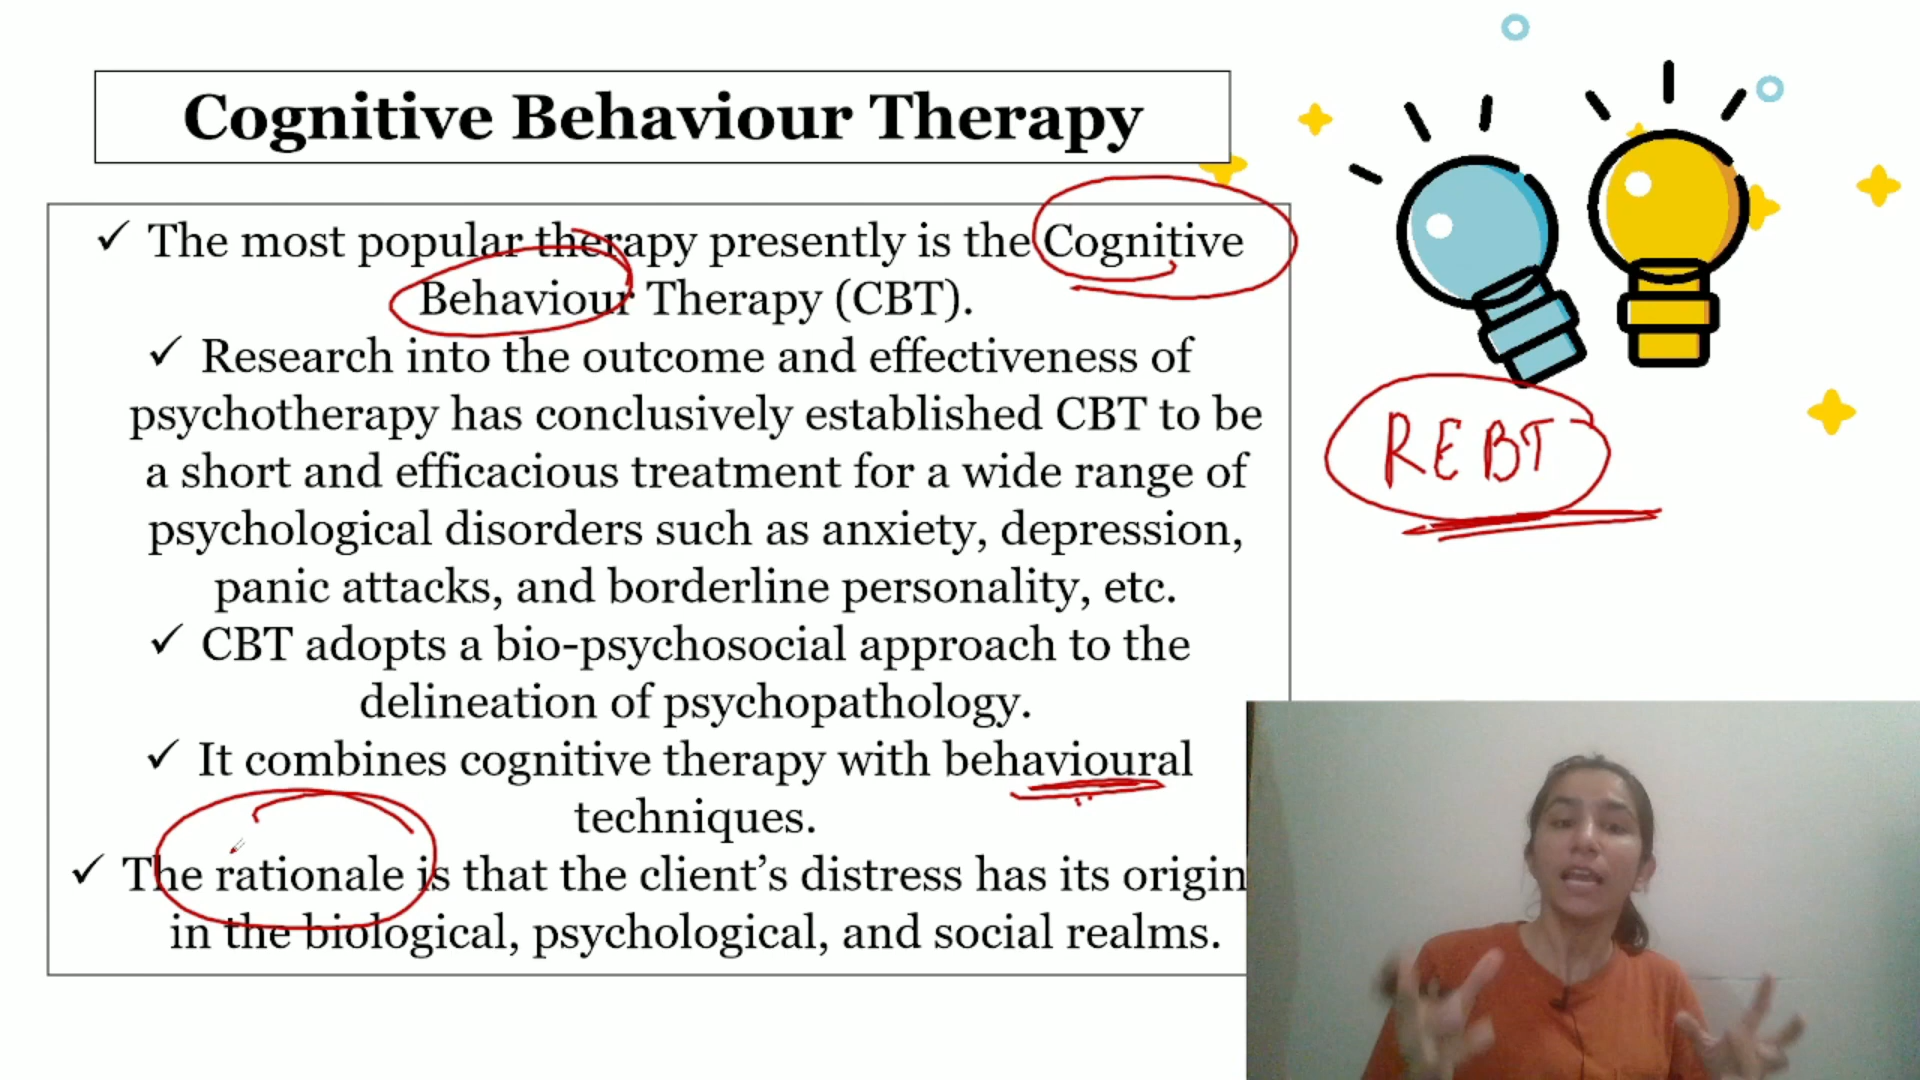 Cognitive Behaviour Therapy
✓ The most popular therapy presently is the Cognitive
Behaviour Therapy (CBT).
✓ Research into the outcome and effectiveness of
psychotherapy has conclusively established CBT to be
a short and efficacious treatment for a wide range of
psychological disorders such as anxiety, depression,
panic attacks, and borderline personality, etc.
✓ CBT adopts a bio-psychosocial approach to the
delineation of psychopathology.
✓ It combines cognitive therapy with behavioural
techniques.
✓ The rationale is that the client’s distress has its origin
in the biological, psychological, and social realms.
REBT